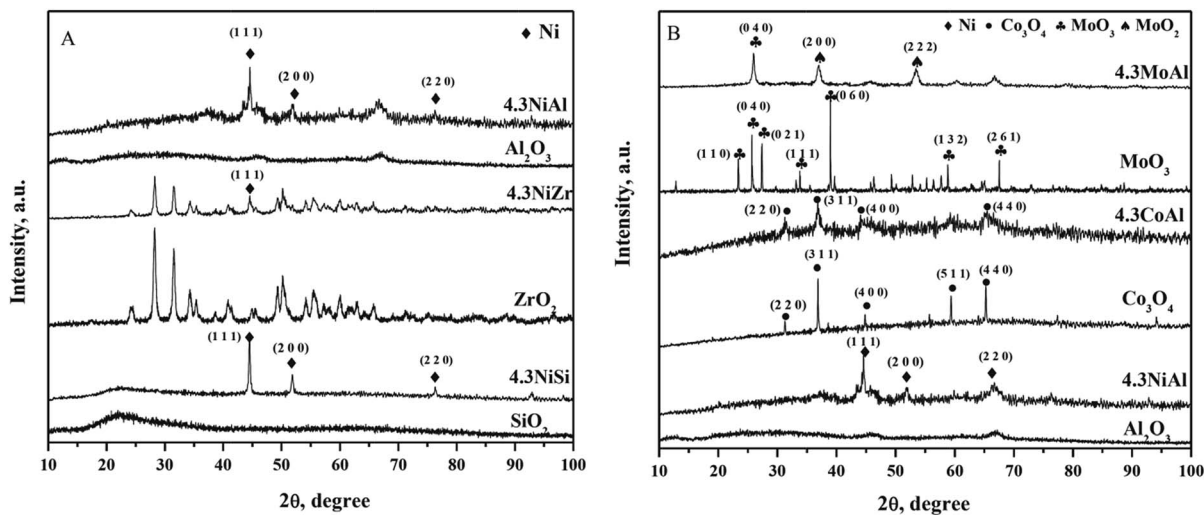 A
◆ Ni
(1 1 1)
(2 0 0)
(2 2 0)
4.3NiAl
Al2O3
(1 1 1)
4.3NiZr
ZrO2
(1 1 1)
(2 0 0)
(2 2 0)
4.3NiSi
SiO2
10 20 30 40 50 60 70 80 90 100
2θ, degree
Intensity, a.u.
B
◆ Ni ● Co3O4 ♣ MoO3 ♠ MoO2
(0 4 0)
(2 0 0)
(2 2 2)
4.3MoAl
(0 6 0)
(0 4 0)
(0 2 1)
(1 1 0)
(1 1 1)
(1 3 2)
(2 6 1)
MoO3
(2 2 0)
(3 1 1)
(4 0 0)
(4 4 0)
4.3CoAl
(3 1 1)
(2 2 0)
(4 0 0)
(5 1 1)
(4 4 0)
Co3O4
(1 1 1)
(2 0 0)
(2 2 0)
4.3NiAl
Al2O3
10 20 30 40 50 60 70 80 90 100
2θ, degree
Intensity, a.u.